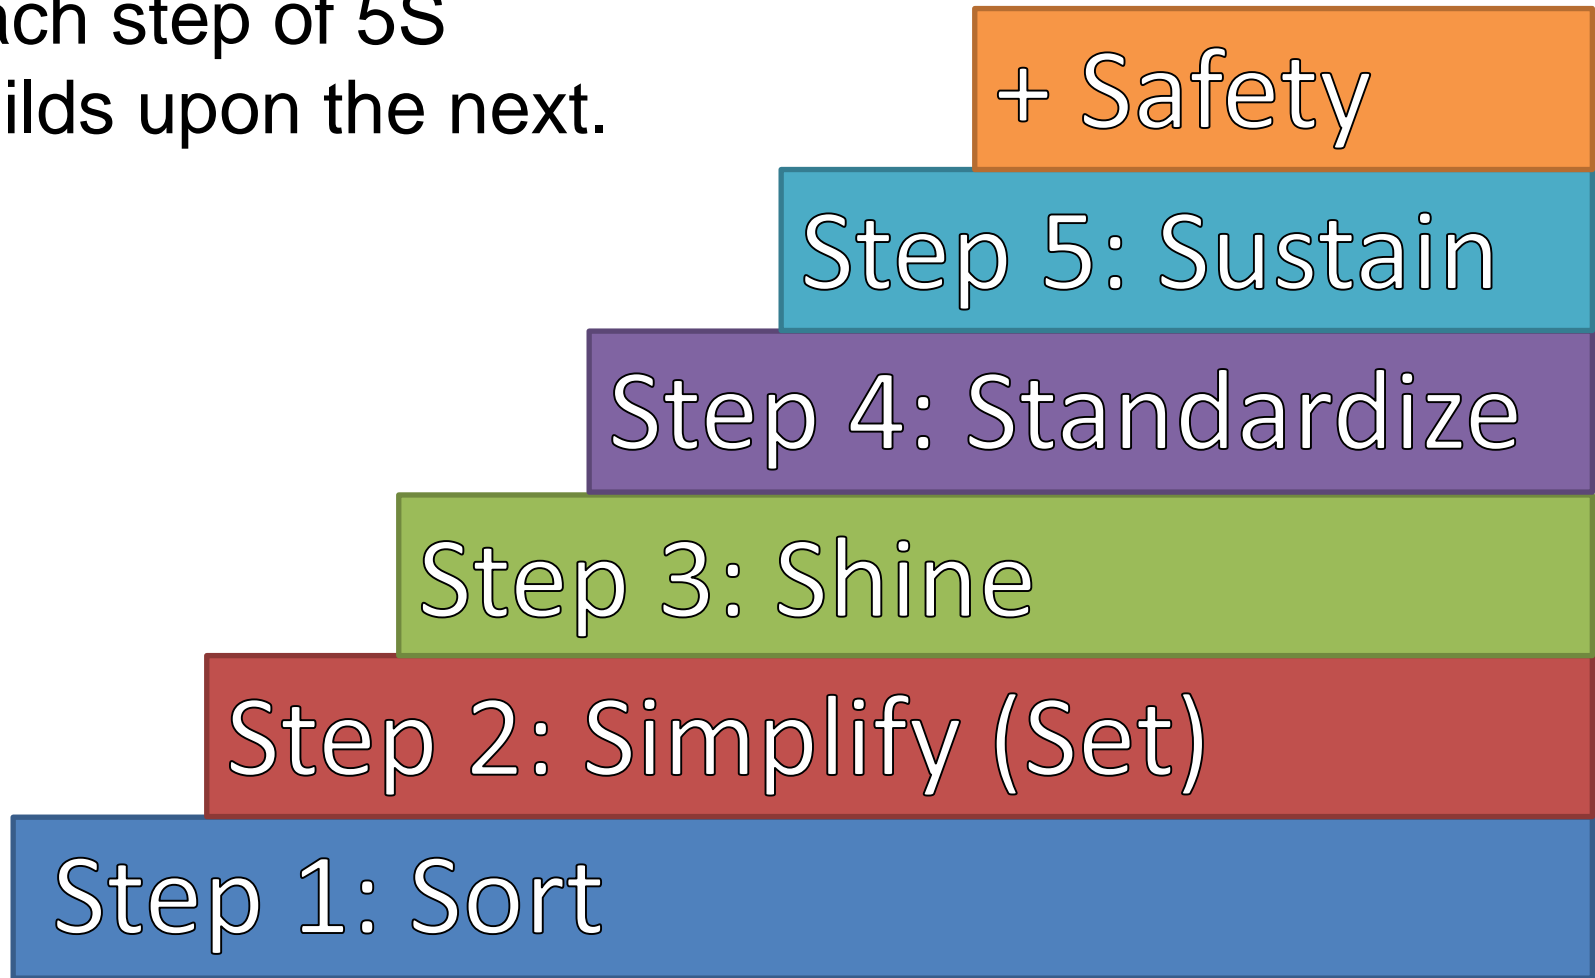 ach step of 5S
ilds upon the next.
+ Safety
Step 5: Sustain
Step 4: Standardize
Step 3: Shine
Step 2: Simplify (Set)
Step 1: Sort